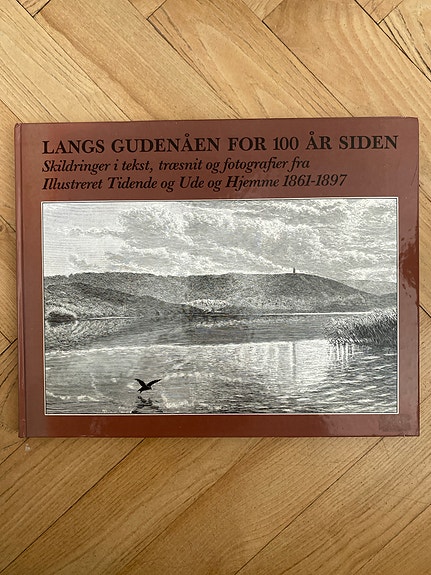 LANGS GUDENÅEN FOR 100 ÅR SIDEN
Skildringer i tekst, træsnit og fotografier fra
Illustreret Tidende og Ude og Hjemme 1861-1897